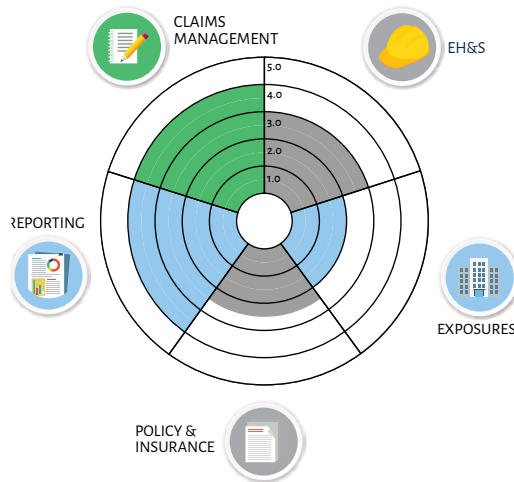 CLAIMS
MANAGEMENT
EH&S
5.0
4.0
3.0
2.0
1.0
REPORTING
EXPOSURES
POLICY &
INSURANCE